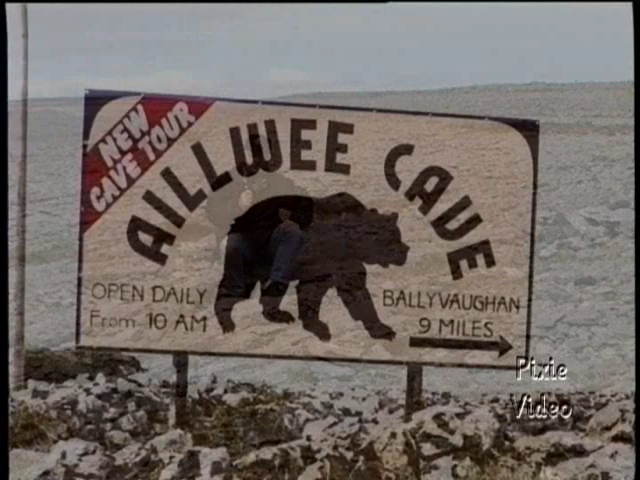 NEW
CAVE TOUR
AILLWEE CAVE
OPEN DAILY
From 10 AM
BALLYVAUGHAN
9 MILES
Pixie
Video